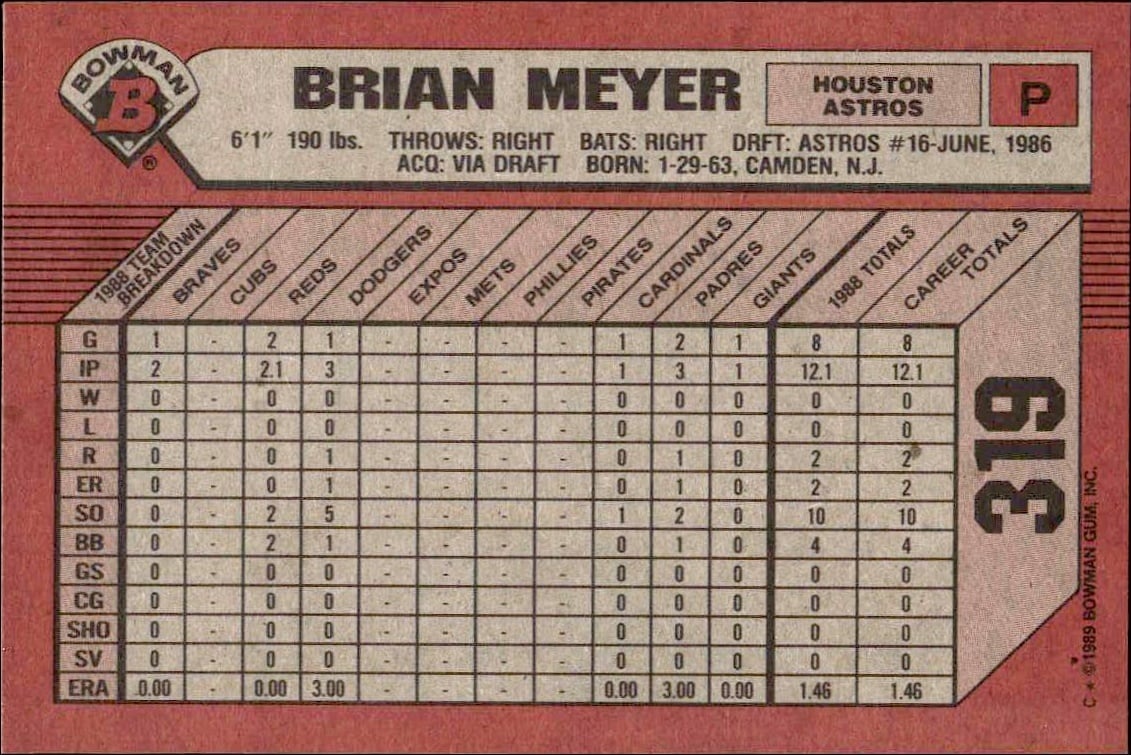 BOWMAN
B
®
BRIAN MEYER
HOUSTON
ASTROS
P
6'1" 190 lbs. THROWS: RIGHT BATS: RIGHT DRFT: ASTROS #16-JUNE, 1986
ACQ: VIA DRAFT BORN: 1-29-63, CAMDEN, N.J.
1988 TEAM
BREAKDOWN
BRAVES
CUBS
REDS
DODGERS
EXPOS
METS
PHILLIES
PIRATES
CARDINALS
PADRES
GIANTS
1988 TOTALS
CAREER
TOTALS
G 1 - 2 1 - - - - 1 2 1 8 8
IP 2 - 2.1 3 - - - - 1 3 1 12.1 12.1
W 0 - 0 0 - - - - 0 0 0 0 0
L 0 - 0 0 - - - - 0 0 0 0 0
R 0 - 0 1 - - - - 0 1 0 2 2
ER 0 - 0 1 - - - - 0 1 0 2 2
SO 0 - 2 5 - - - - 1 2 0 10 10
BB 0 - 2 1 - - - - 0 1 0 4 4
GS 0 - 0 0 - - - - 0 0 0 0 0
CG 0 - 0 0 - - - - 0 0 0 0 0
SHO 0 - 0 0 - - - - 0 0 0 0 0
SV 0 - 0 0 - - - - 0 0 0 0 0
ERA 0.00 - 0.00 3.00 - - - - 0.00 3.00 0.00 1.46 1.46
319
C * © 1989 BOWMAN GUM, INC.